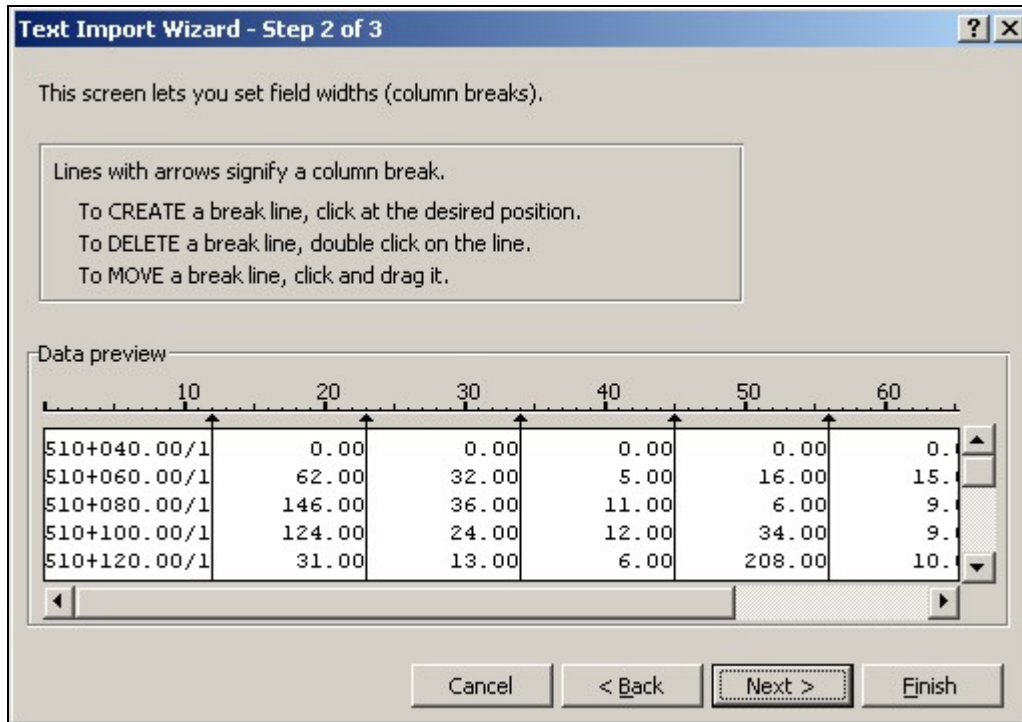 Text Import Wizard - Step 2 of 3
This screen lets you set field widths (column breaks).
Lines with arrows signify a column break.
To CREATE a break line, click at the desired position.
To DELETE a break line, double click on the line.
To MOVE a break line, click and drag it.
Data preview
10 20 30 40 50 60
510+040.00/1 0.00 0.00 0.00 0.00 0.
510+060.00/1 62.00 32.00 5.00 16.00 15.
510+080.00/1 146.00 36.00 11.00 6.00 9.
510+100.00/1 124.00 24.00 12.00 34.00 9.
510+120.00/1 31.00 13.00 6.00 208.00 10.
Cancel < Back Next > Finish